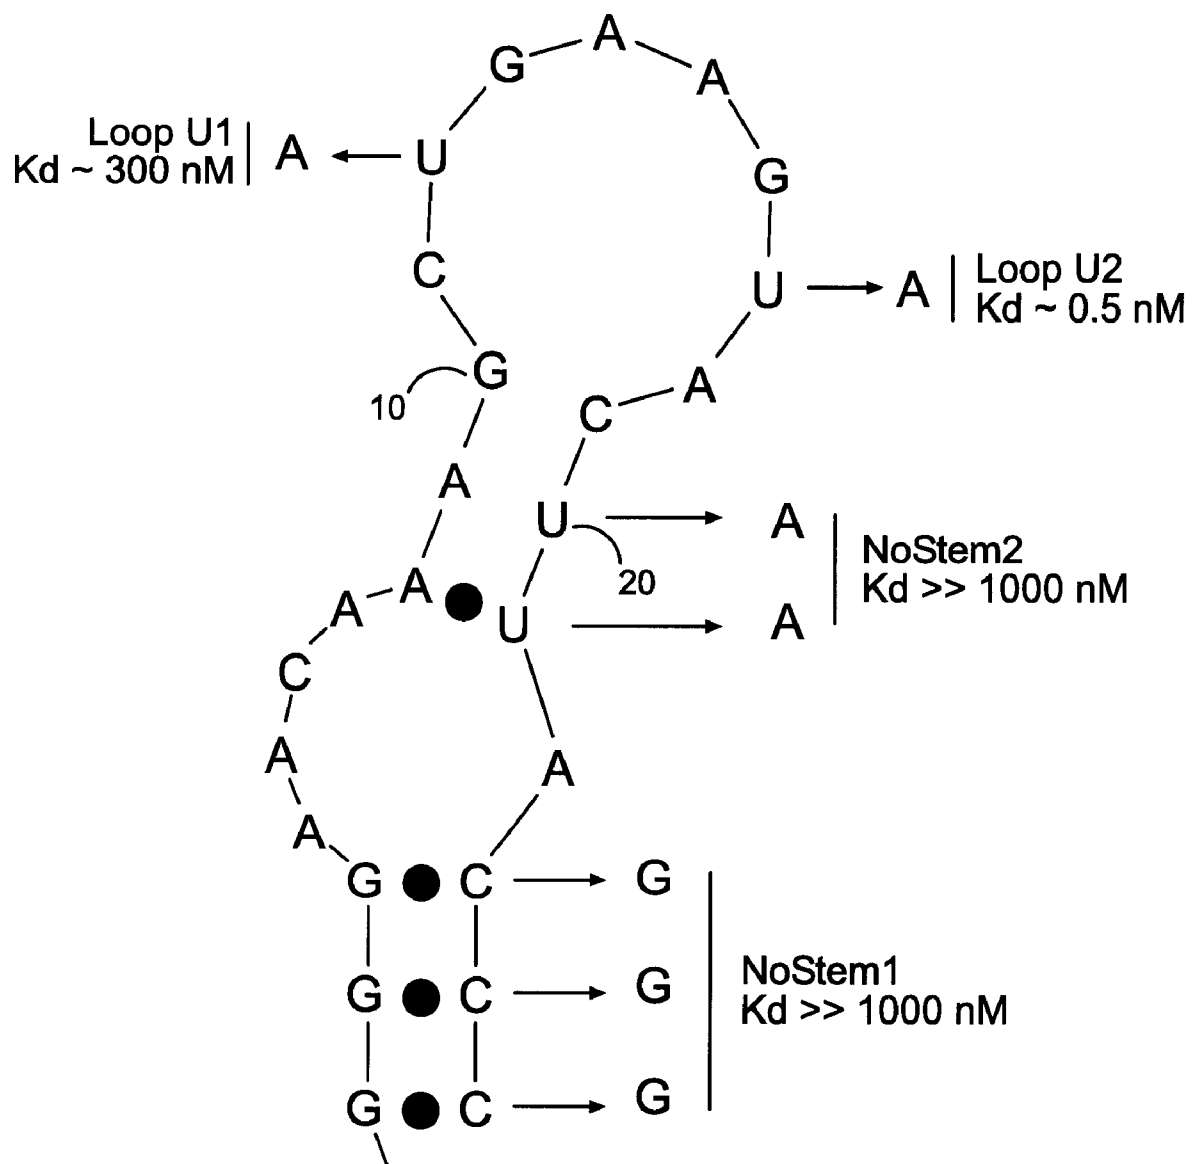 A
G A
Loop U1
Kd ~ 300 nM
A U G
C
Loop U2
Kd ~ 0.5 nM
U A
G A
10
C
A
U A
A NoStem2
Kd >> 1000 nM
20
A U A
A
C
A A
A
G C G
NoStem1
Kd >> 1000 nM
G C G
G C G